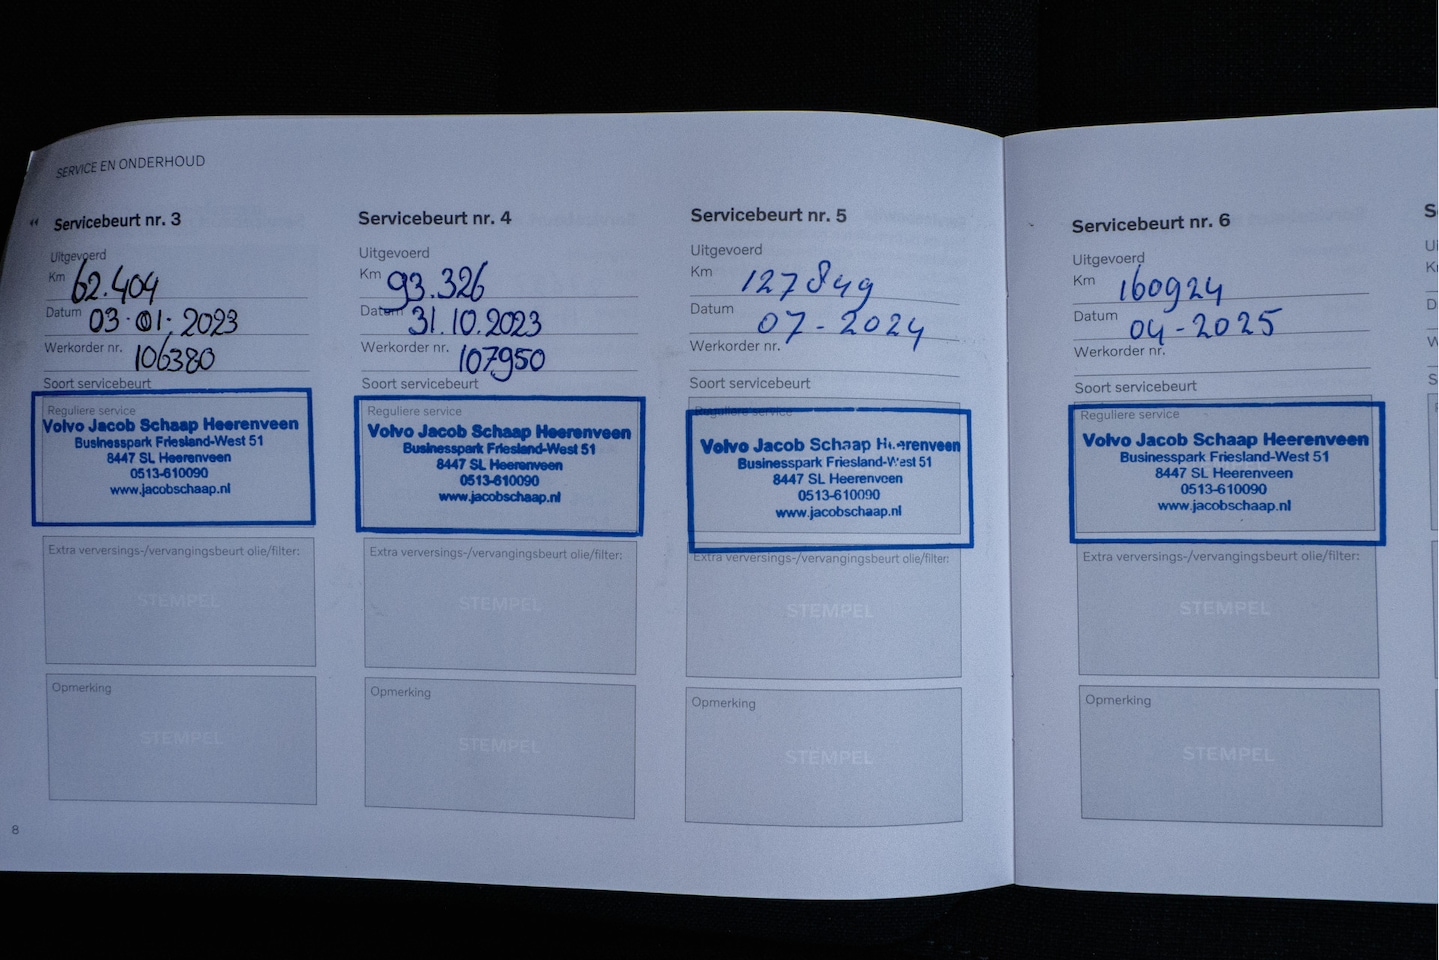 SERVICE EN ONDERHOUD
Servicebeurt nr. 3
Uitgevoerd
Km 62.404
Datum 03-01-2023
Werkorder nr. 106380
Soort servicebeurt
Reguliere service
Volvo Jacob Schaap Heerenveen
Businesspark Friesland-West 51
8447 SL Heerenveen
0513-610090
www.jacobschaap.nl
Extra verversings-/vervangingsbeurt olie/filter:
STEMPEL
Opmerking
STEMPEL
8
Servicebeurt nr. 4
Uitgevoerd
Km 93.326
Datum 31.10.2023
Werkorder nr. 107950
Soort servicebeurt
Reguliere service
Volvo Jacob Schaap Heerenveen
Businesspark Friesland-West 51
8447 SL Heerenveen
0513-610090
www.jacobschaap.nl
Extra verversings-/vervangingsbeurt olie/filter:
STEMPEL
Opmerking
STEMPEL
Servicebeurt nr. 5
Uitgevoerd
Km 127849
Datum 07-2024
Werkorder nr.
Soort servicebeurt
Reguliere service
Volvo Jacob Schaap Heerenveen
Businesspark Friesland-West 51
8447 SL Heerenveen
0513-610090
www.jacobschaap.nl
Extra verversings-/vervangingsbeurt olie/filter:
STEMPEL
Opmerking
STEMPEL
Servicebeurt nr. 6
Uitgevoerd
Km 160924
Datum 04-2025
Werkorder nr.
Soort servicebeurt
Reguliere service
Volvo Jacob Schaap Heerenveen
Businesspark Friesland-West 51
8447 SL Heerenveen
0513-610090
www.jacobschaap.nl
Extra verversings-/vervangingsbeurt olie/filter:
STEMPEL
Opmerking
STEMPEL